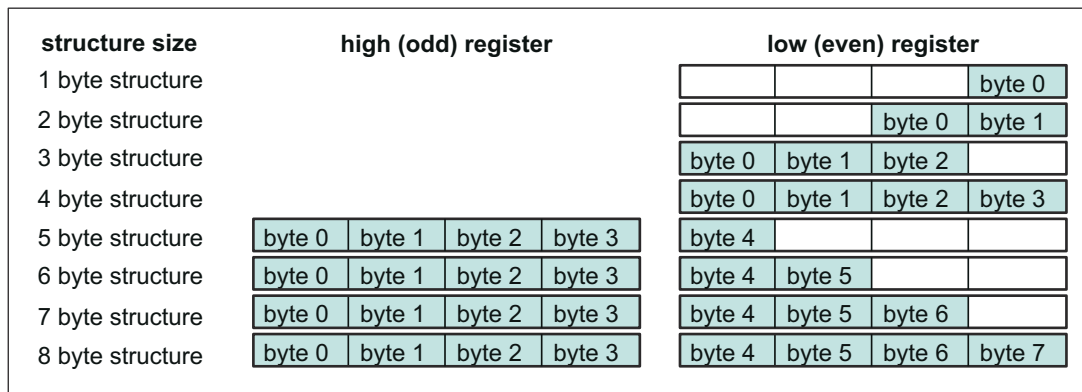 structure size high (odd) register low (even) register
1 byte structure byte 0
2 byte structure byte 0 byte 1
3 byte structure byte 0 byte 1 byte 2
4 byte structure byte 0 byte 1 byte 2 byte 3
5 byte structure byte 0 byte 1 byte 2 byte 3 byte 4
6 byte structure byte 0 byte 1 byte 2 byte 3 byte 4 byte 5
7 byte structure byte 0 byte 1 byte 2 byte 3 byte 4 byte 5 byte 6
8 byte structure byte 0 byte 1 byte 2 byte 3 byte 4 byte 5 byte 6 byte 7